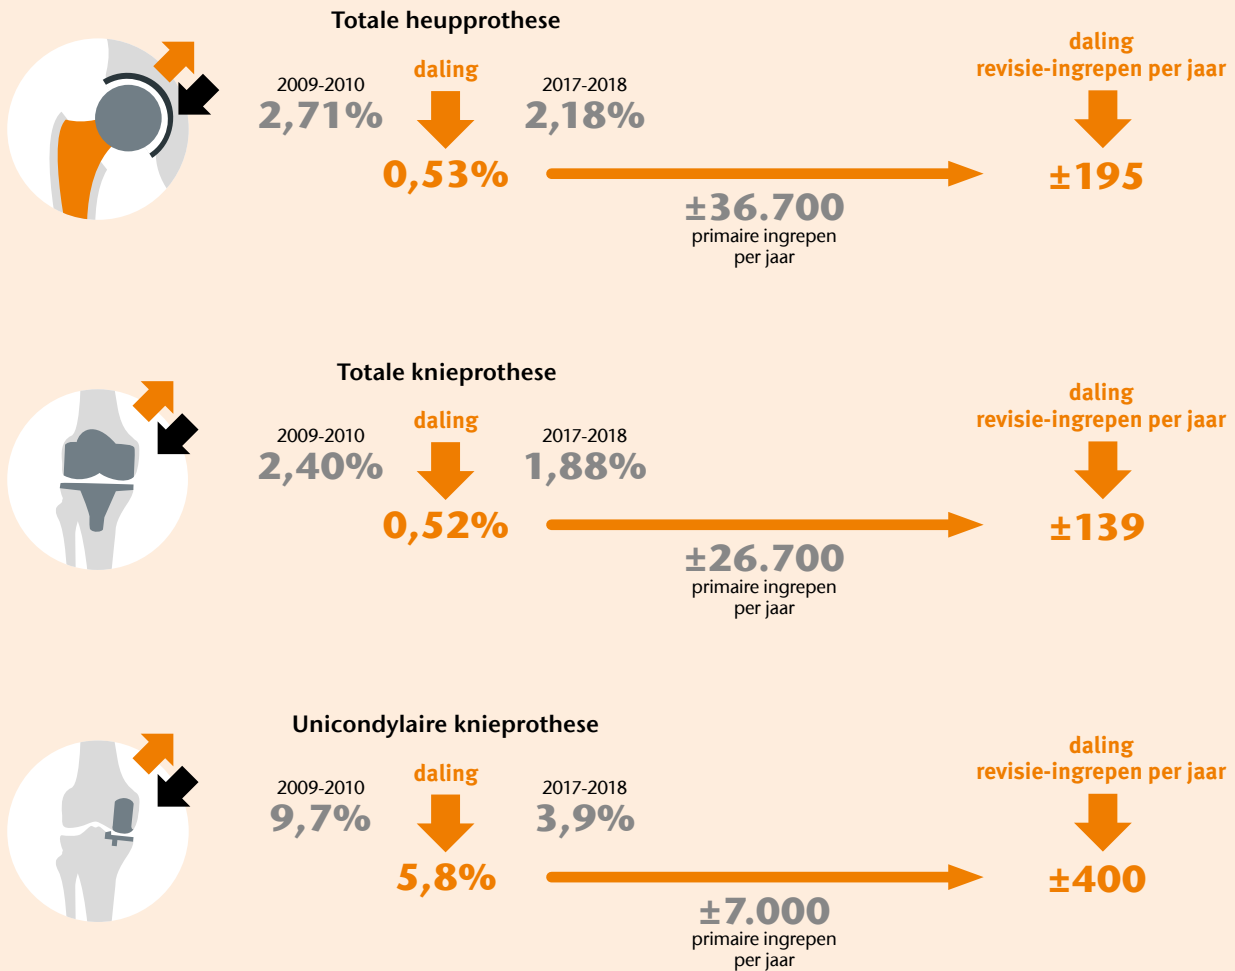 Totale heupprothese
2009-2010
2,71%
daling
0,53%
2017-2018
2,18%
±36.700
primaire ingrepen
per jaar
daling
revisie-ingrepen per jaar
±195
Totale knieprothese
2009-2010
2,40%
daling
0,52%
2017-2018
1,88%
±26.700
primaire ingrepen
per jaar
daling
revisie-ingrepen per jaar
±139
Unicondylaire knieprothese
2009-2010
9,7%
daling
5,8%
2017-2018
3,9%
±7.000
primaire ingrepen
per jaar
daling
revisie-ingrepen per jaar
±400